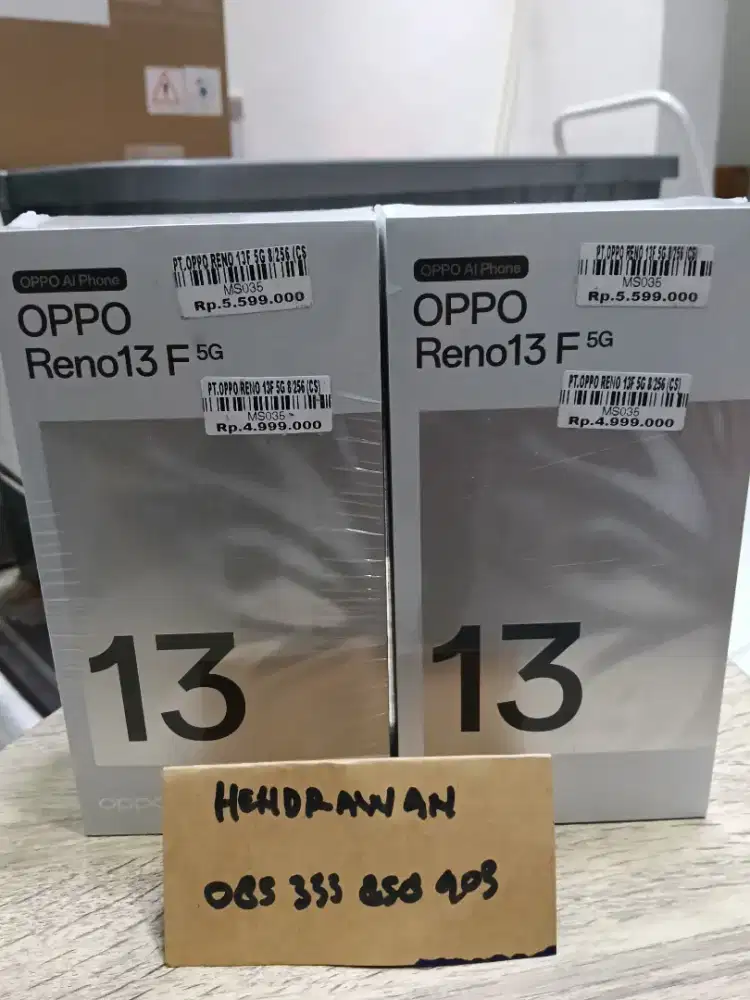 OPPO AI Phone
OPPO
Reno13 F 5G
PT.OPPO RENO 13F 5G 8/256 (CS
MS035
Rp.5.599.000
PT.OPPO RENO 13F 5G 8/256 (CS)
MS035
Rp.4.999.000
13
oppo
OPPO AI Phone
OPPO
Reno13 F 5G
PT.OPPO RENO 13F 5G 8/256 (CS)
MS035
Rp.5.599.000
PT.OPPO RENO 13F 5G 8/256 (CS)
MS035
Rp.4.999.000
13
HENDRAWAN
085 333 850 903